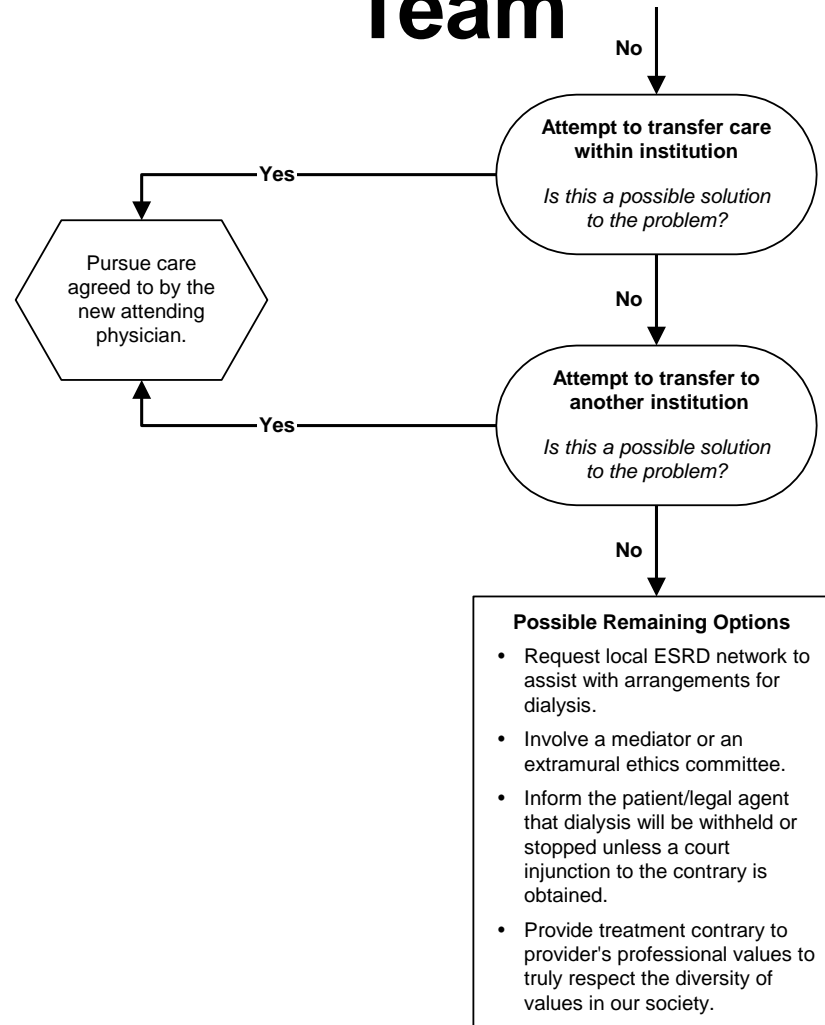 Team
No
Attempt to transfer care
within institution
Is this a possible solution
to the problem?
Yes
Pursue care
agreed to by the
new attending
physician.
No
Attempt to transfer to
another institution
Is this a possible solution
to the problem?
Yes
No
Possible Remaining Options
• Request local ESRD network to
assist with arrangements for
dialysis.
• Involve a mediator or an
extramural ethics committee.
• Inform the patient/legal agent
that dialysis will be withheld or
stopped unless a court
injunction to the contrary is
obtained.
• Provide treatment contrary to
provider's professional values to
truly respect the diversity of
values in our society.